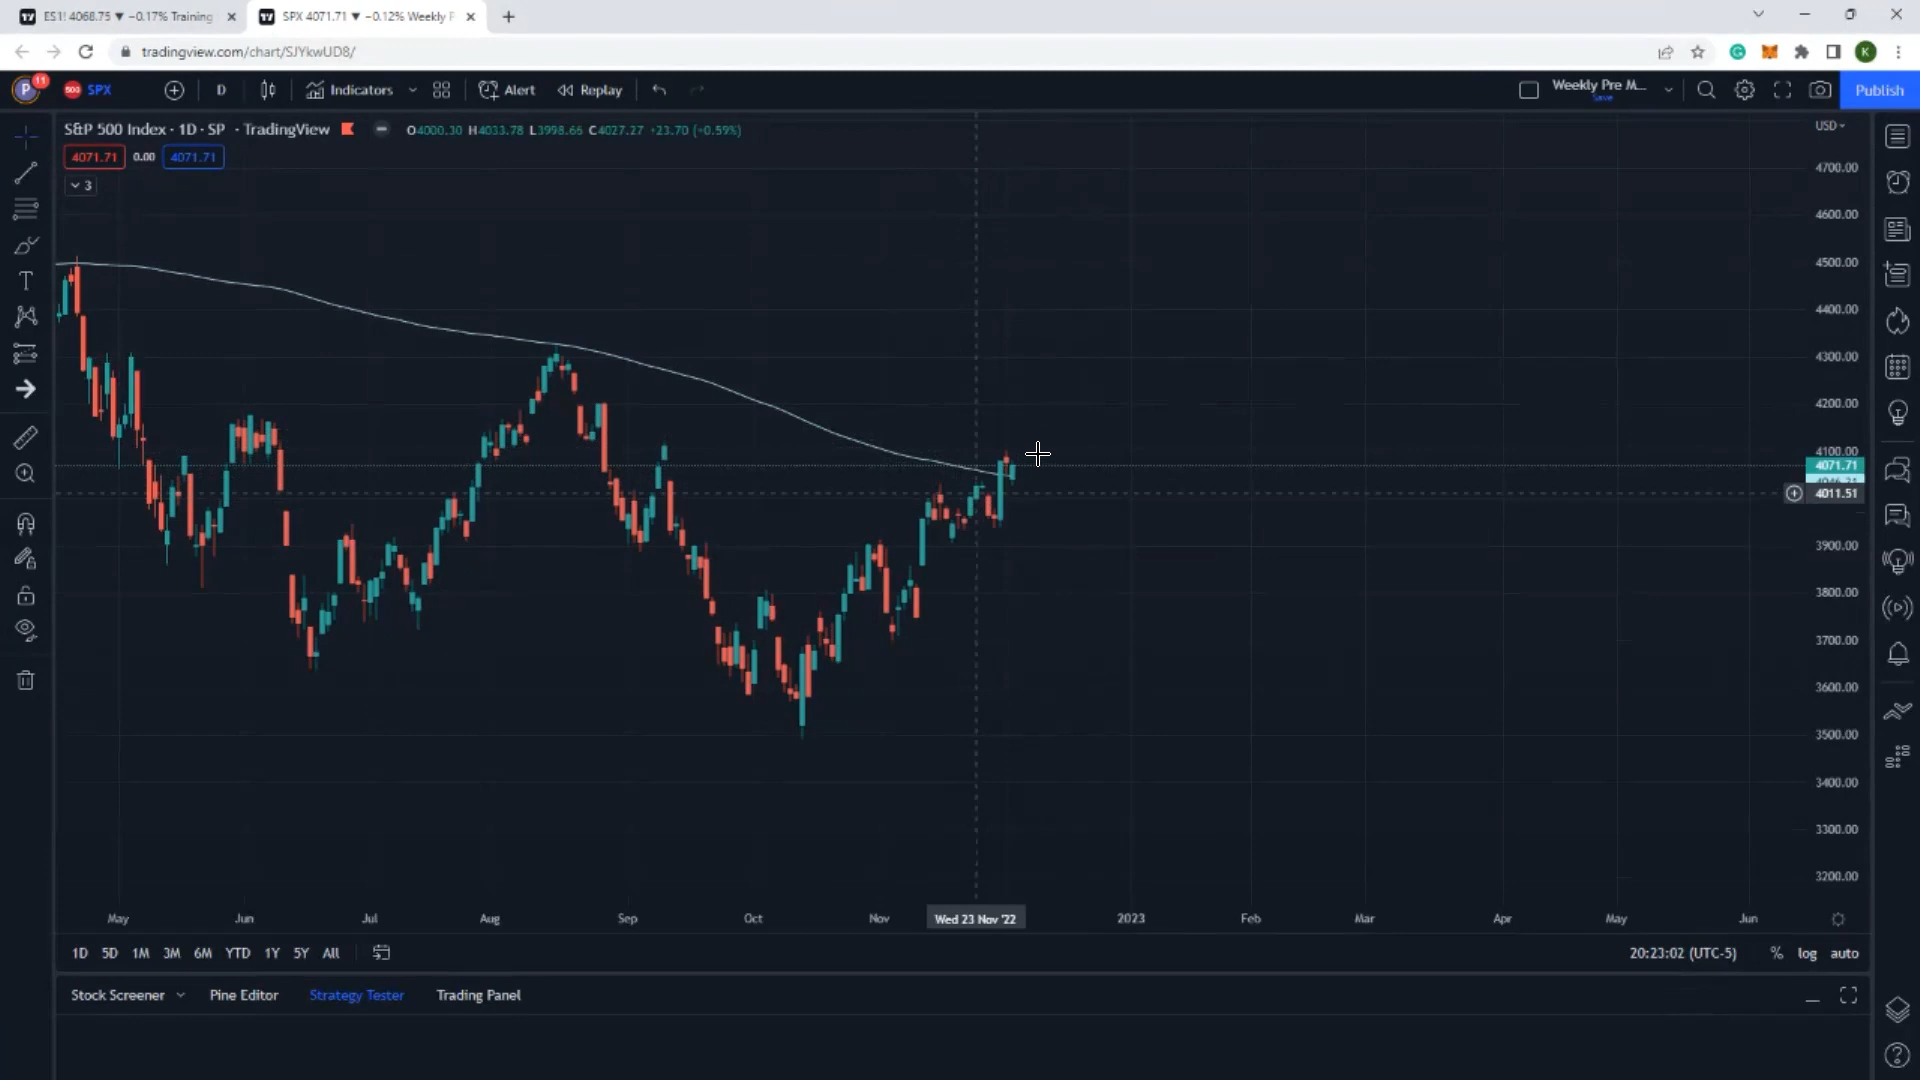 ES1! 4068.75 ▼ −0.17% Training
SPX 4071.71 ▼ −0.12% Weekly P
tradingview.com/chart/SJYkwUD8/
K
P
11
500 SPX
D
Indicators
Alert
Replay
Weekly Pre M...
Save
Publish
S&P 500 Index · 1D · SP · TradingView
O4000.30 H4033.78 L3998.66 C4027.27 +23.70 (+0.59%)
4071.71 0.00 4071.71
3
USD
4700.00
4600.00
4500.00
4400.00
4300.00
4200.00
4100.00
4071.71
4011.51
3900.00
3800.00
3700.00
3600.00
3500.00
3400.00
3300.00
3200.00
May Jun Jul Aug Sep Oct Nov Wed 23 Nov '22 2023 Feb Mar Apr May Jun
1D 5D 1M 3M 6M YTD 1Y 5Y All
20:23:02 (UTC-5) % log auto
Stock Screener Pine Editor Strategy Tester Trading Panel